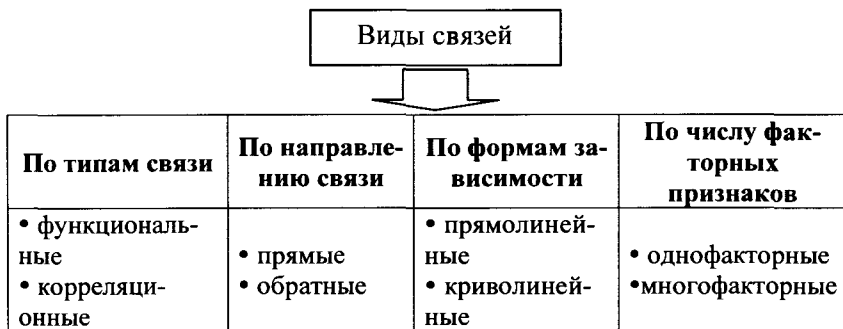 Виды связей
По типам связи
По направле-
нию связи
По формам за-
висимости
По числу фак-
торных
признаков
• функциональ-
ные
• корреляци-
онные
• прямые
• обратные
• прямолиней-
ные
• криволиней-
ные
• однофакторные
•многофакторные